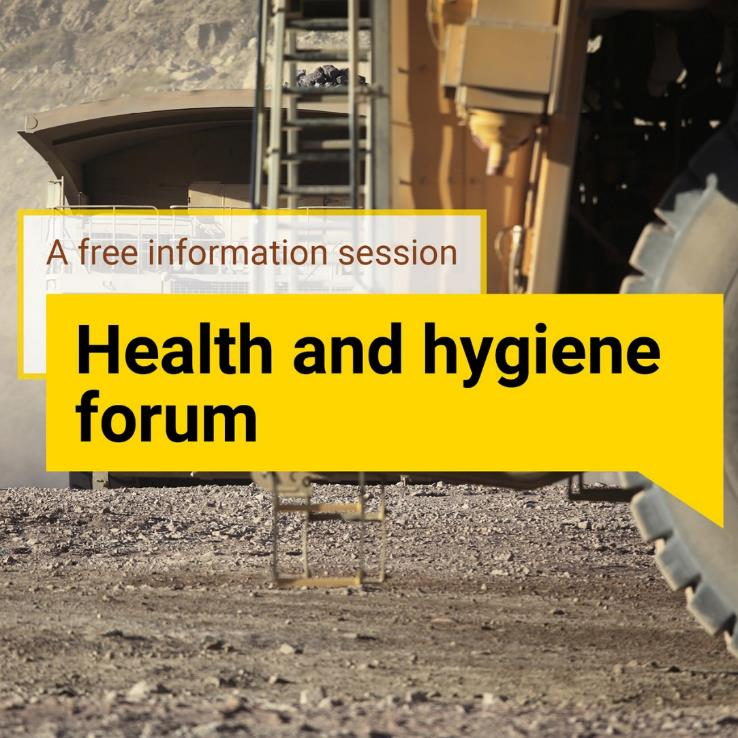 A free information session
Health and hygiene
forum